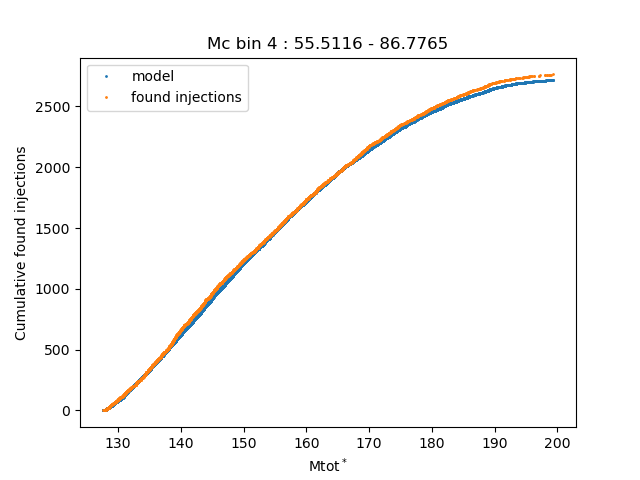 Mc bin 4 : 55.5116 - 86.7765
model
found injections
Cumulative found injections
2500
2000
1500
1000
500
0
130 140 150 160 170 180 190 200
Mtot*